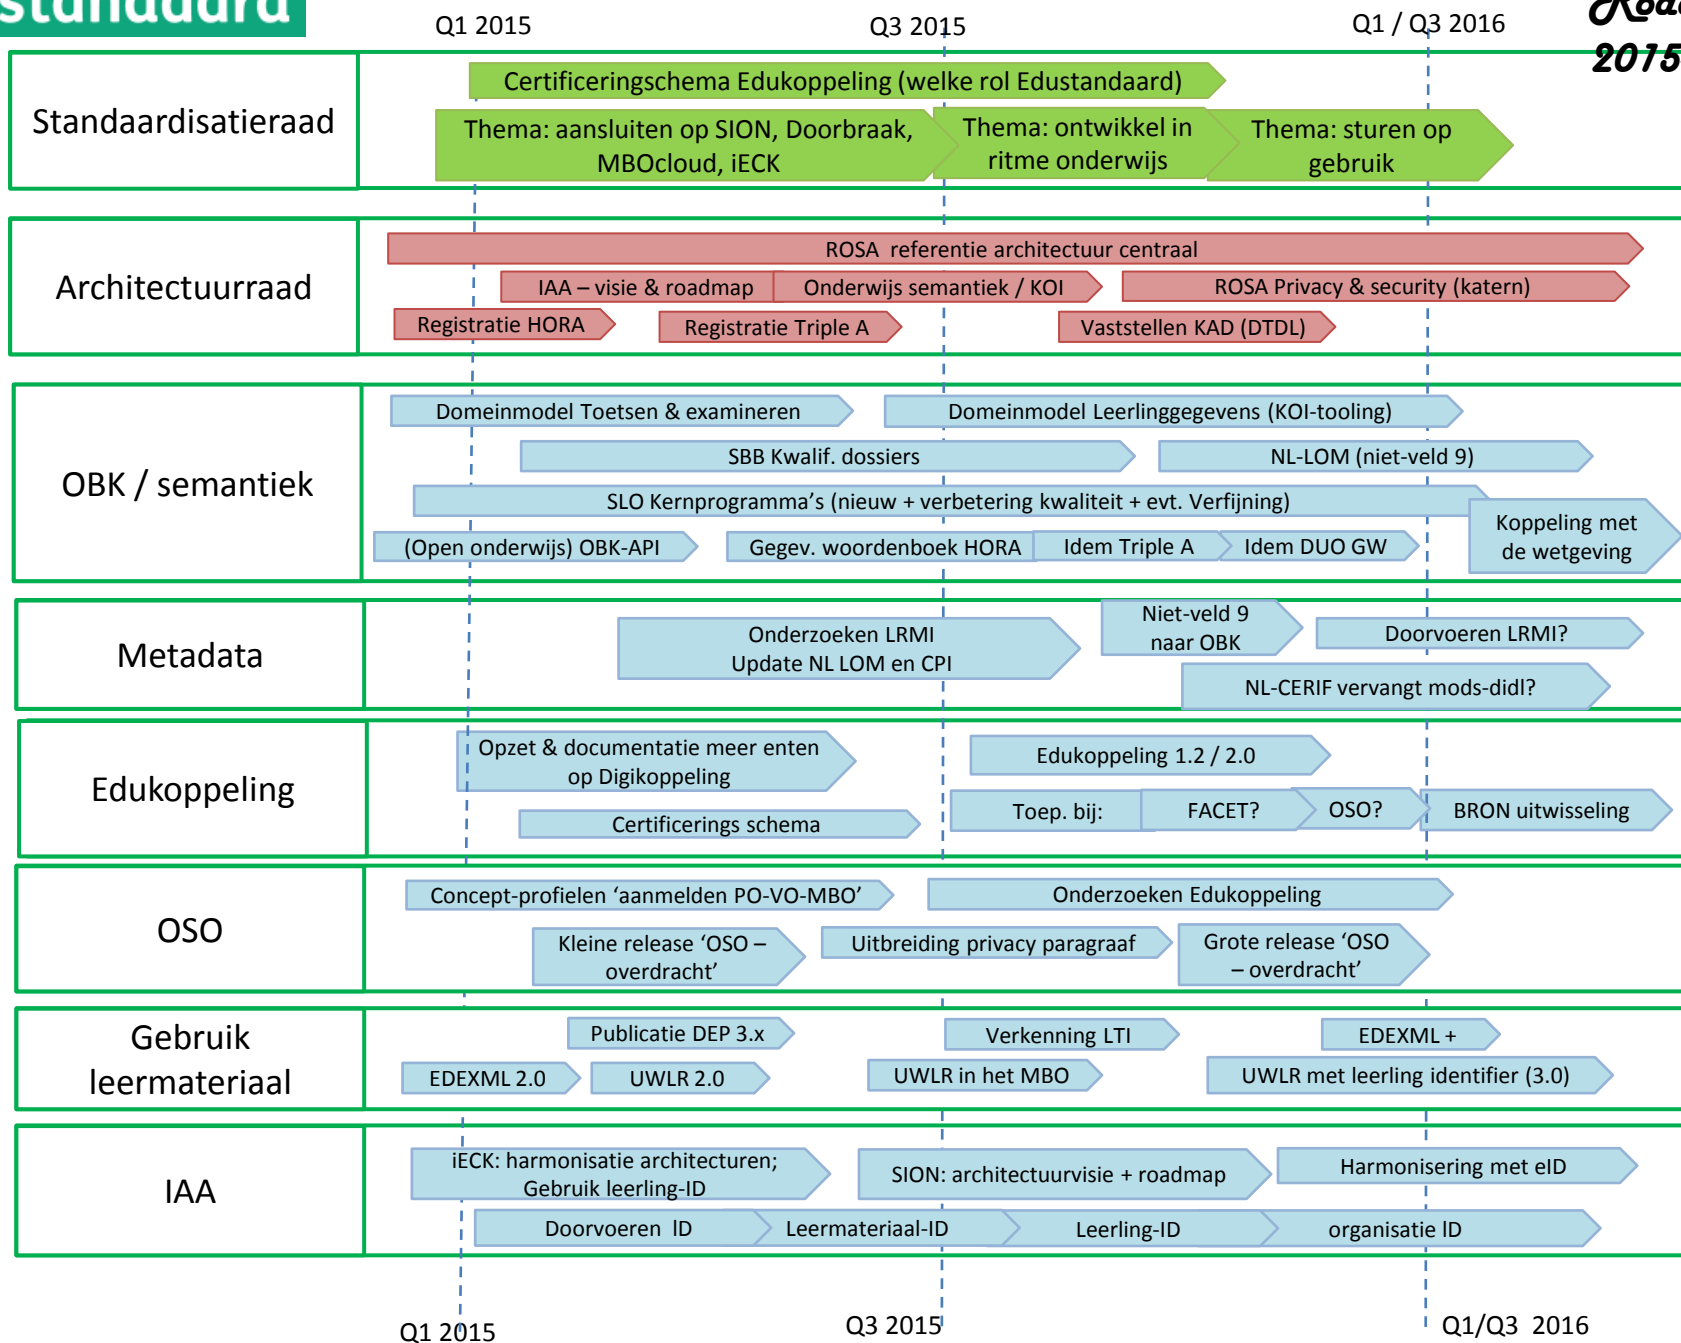 standaard
Q1 2015
Q3 2015
Q1 / Q3 2016
2015
Standaardisatieraad
Certificeringschema Edukoppeling (welke rol Edustandaard)
Thema: aansluiten op SION, Doorbraak,
MBOcloud, iECK
Thema: ontwikkel in
ritme onderwijs
Thema: sturen op
gebruik
Architectuurraad
ROSA referentie architectuur centraal
IAA – visie & roadmap
Onderwijs semantiek / KOI
ROSA Privacy & security (katern)
Registratie HORA
Registratie Triple A
Vaststellen KAD (DTDL)
OBK / semantiek
Domeinmodel Toetsen & examineren
Domeinmodel Leerlinggegevens (KOI-tooling)
SBB Kwalif. dossiers
NL-LOM (niet-veld 9)
SLO Kernprogramma’s (nieuw + verbetering kwaliteit + evt. Verfijning)
Koppeling met
de wetgeving
(Open onderwijs) OBK-API
Gegev. woordenboek HORA
Idem Triple A
Idem DUO GW
Metadata
Onderzoeken LRMI
Update NL LOM en CPI
Niet-veld 9
naar OBK
Doorvoeren LRMI?
NL-CERIF vervangt mods-didl?
Edukoppeling
Opzet & documentatie meer enten
op Digikoppeling
Edukoppeling 1.2 / 2.0
Certificerings schema
Toep. bij:
FACET?
OSO?
BRON uitwisseling
OSO
Concept-profielen ‘aanmelden PO-VO-MBO’
Onderzoeken Edukoppeling
Kleine release ‘OSO –
overdracht’
Uitbreiding privacy paragraaf
Grote release ‘OSO
– overdracht’
Gebruik
leermateriaal
Publicatie DEP 3.x
Verkenning LTI
EDEXML +
EDEXML 2.0
UWLR 2.0
UWLR in het MBO
UWLR met leerling identifier (3.0)
IAA
iECK: harmonisatie architecturen;
Gebruik leerling-ID
SION: architectuurvisie + roadmap
Harmonisering met eID
Doorvoeren ID
Leermateriaal-ID
Leerling-ID
organisatie ID
Q1 2015
Q3 2015
Q1/Q3 2016